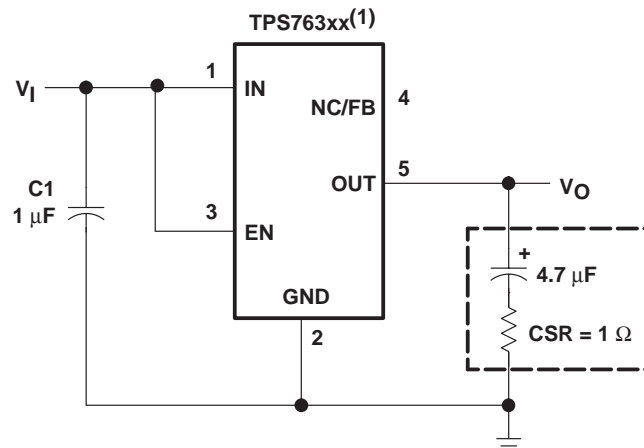 TPS763xx(1)
VI
1
IN
NC/FB
4
C1
1 μF
3
EN
OUT
5
VO
GND
2
+
4.7 μF
CSR = 1 Ω